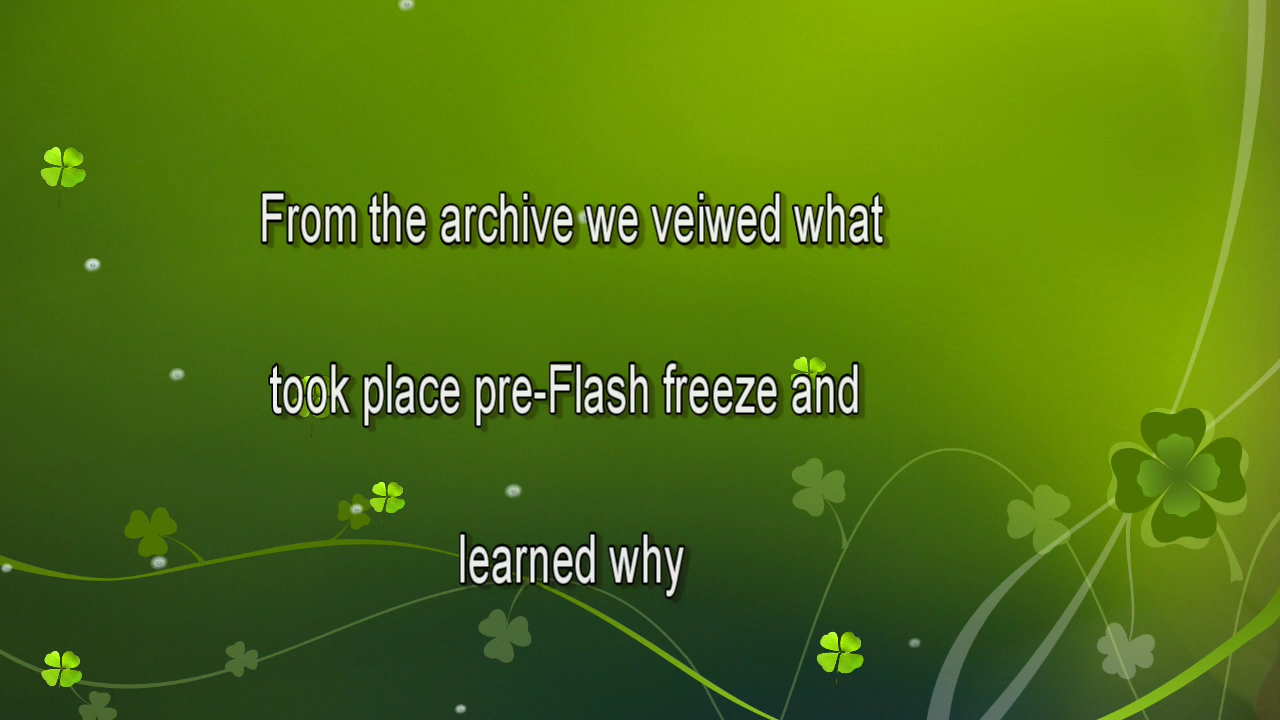 From the archive we veiwed what
took place pre-Flash freeze and
learned why